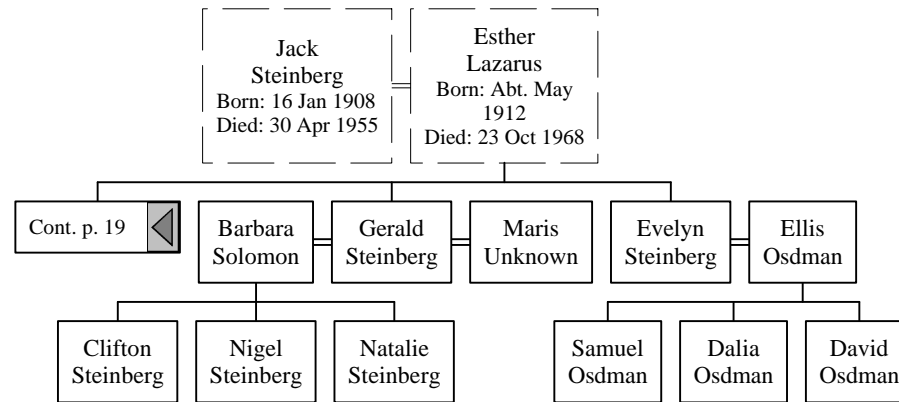 Jack
Steinberg
Born: 16 Jan 1908
Died: 30 Apr 1955
Esther
Lazarus
Born: Abt. May
1912
Died: 23 Oct 1968
Cont. p. 19
Barbara
Solomon
Gerald
Steinberg
Maris
Unknown
Evelyn
Steinberg
Ellis
Osdman
Clifton
Steinberg
Nigel
Steinberg
Natalie
Steinberg
Samuel
Osdman
Dalia
Osdman
David
Osdman